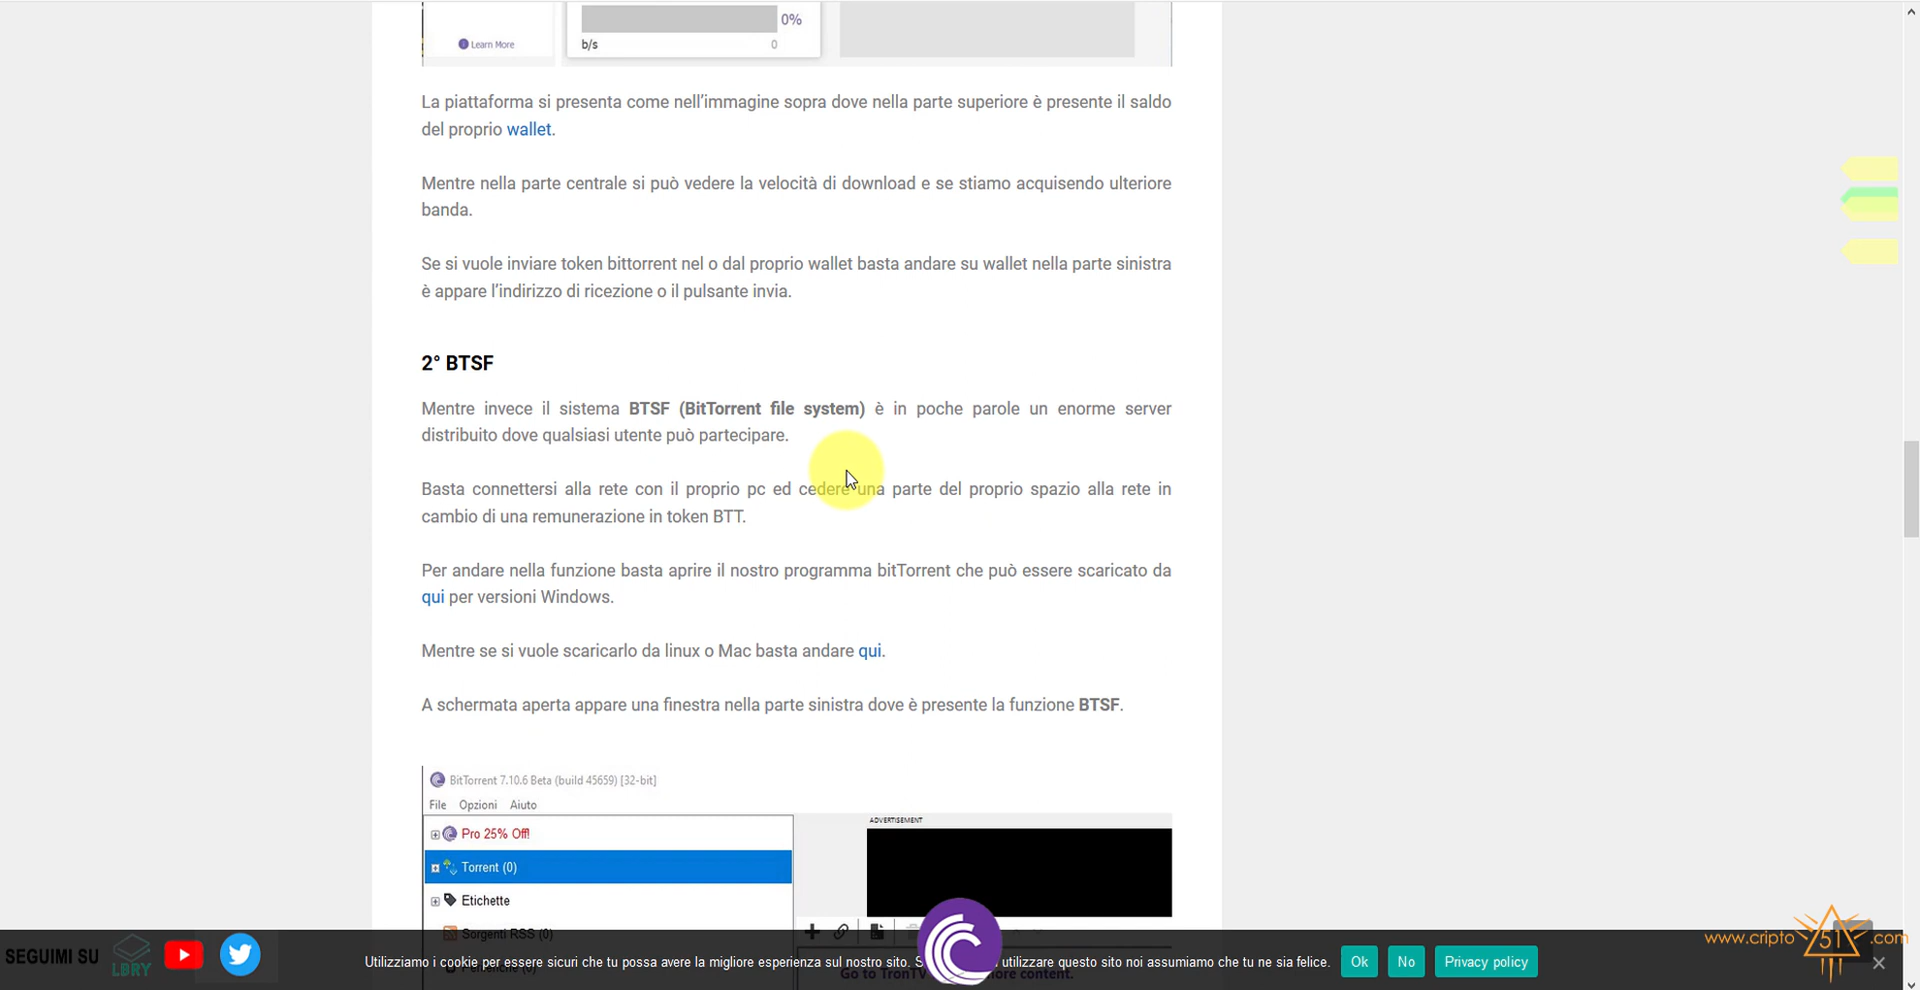 0%
Learn More
b/s 0
La piattaforma si presenta come nell'immagine sopra dove nella parte superiore è presente il saldo
del proprio wallet.
Mentre nella parte centrale si può vedere la velocità di download e se stiamo acquisendo ulteriore
banda.
Se si vuole inviare token bittorrent nel o dal proprio wallet basta andare su wallet nella parte sinistra
è appare l'indirizzo di ricezione o il pulsante invia.
2° BTSF
Mentre invece il sistema BTSF (BitTorrent file system) è in poche parole un enorme server
distribuito dove qualsiasi utente può partecipare.
Basta connettersi alla rete con il proprio pc ed cedere una parte del proprio spazio alla rete in
cambio di una remunerazione in token BTT.
Per andare nella funzione basta aprire il nostro programma bitTorrent che può essere scaricato da
qui per versioni Windows.
Mentre se si vuole scaricarlo da linux o Mac basta andare qui.
A schermata aperta appare una finestra nella parte sinistra dove è presente la funzione BTSF.
BitTorrent 7.10.6 Beta (build 45659) [32-bit]
File Opzioni Aiuto
ADVERTISEMENT
Pro 25% Off!
Torrent (0)
Etichette
Sorgenti RSS (0)
SEGUIMI SU
LBRY
Utilizziamo i cookie per essere sicuri che tu possa avere la migliore esperienza sul nostro sito. S utilizzare questo sito noi assumiamo che tu ne sia felice.
Ok
No
Privacy policy
Go to TronTV ore content.
www.cripto 51 .com